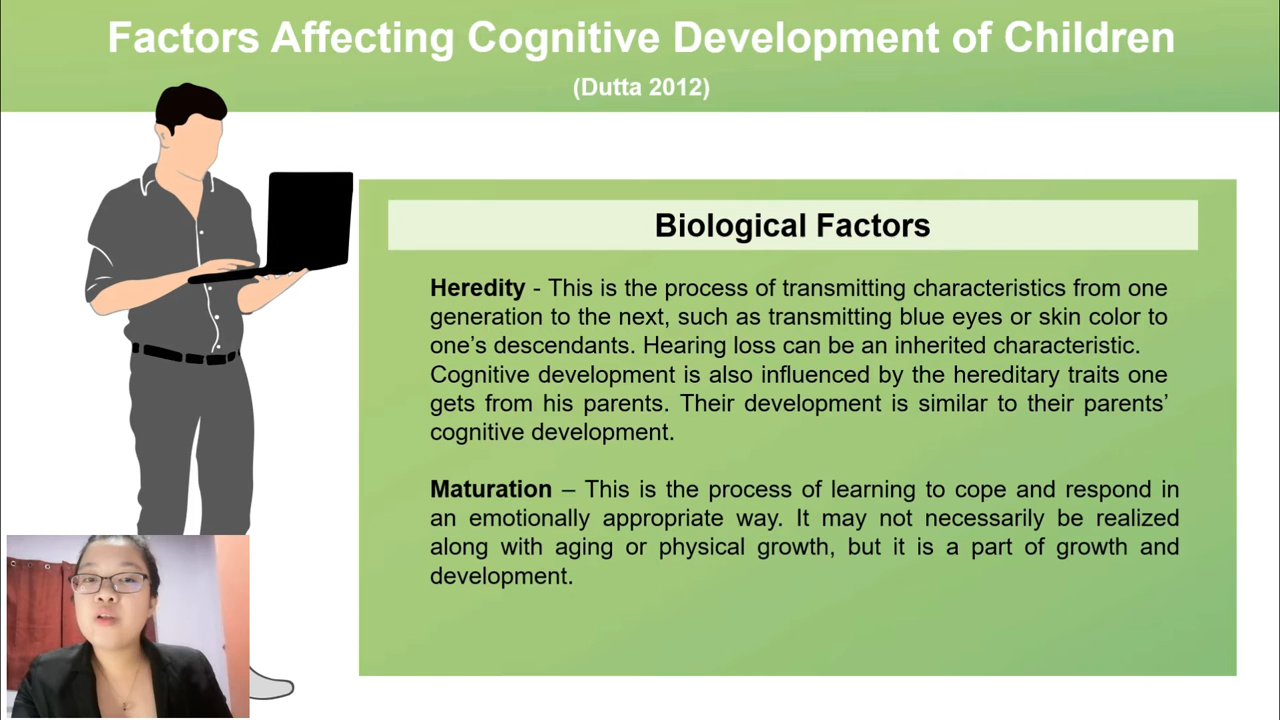 Factors Affecting Cognitive Development of Children
(Dutta 2012)
Biological Factors
Heredity - This is the process of transmitting characteristics from one
generation to the next, such as transmitting blue eyes or skin color to
one’s descendants. Hearing loss can be an inherited characteristic.
Cognitive development is also influenced by the hereditary traits one
gets from his parents. Their development is similar to their parents’
cognitive development.
Maturation – This is the process of learning to cope and respond in
an emotionally appropriate way. It may not necessarily be realized
along with aging or physical growth, but it is a part of growth and
development.